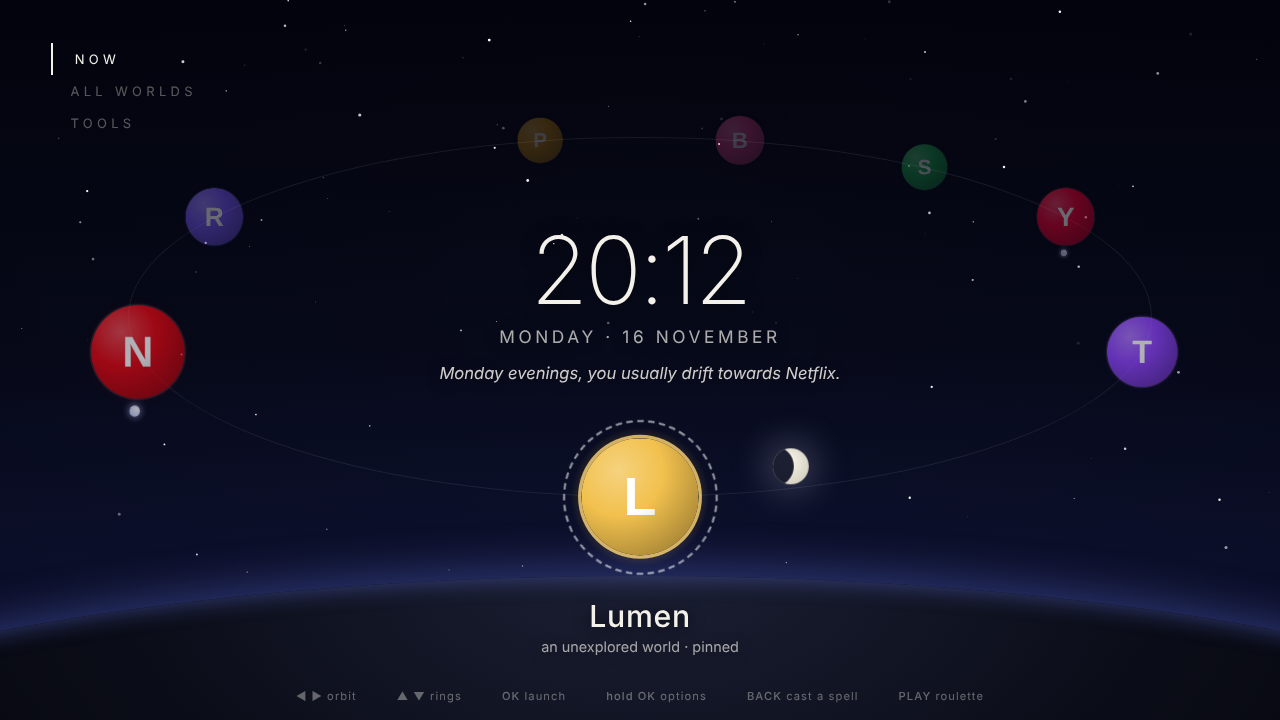 NOW
ALL WORLDS
TOOLS
P
B
S
R
Y
20:12
N
MONDAY · 16 NOVEMBER
T
Monday evenings, you usually drift towards Netflix.
L
Lumen
an unexplored world · pinned
◀ ▶ orbit ▲ ▼ rings OK launch hold OK options BACK cast a spell PLAY roulette